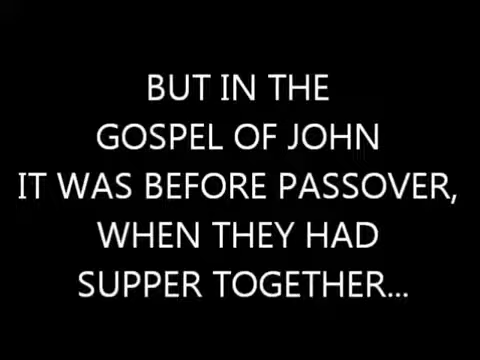 BUT IN THE
GOSPEL OF JOHN
IT WAS BEFORE PASSOVER,
WHEN THEY HAD
SUPPER TOGETHER...